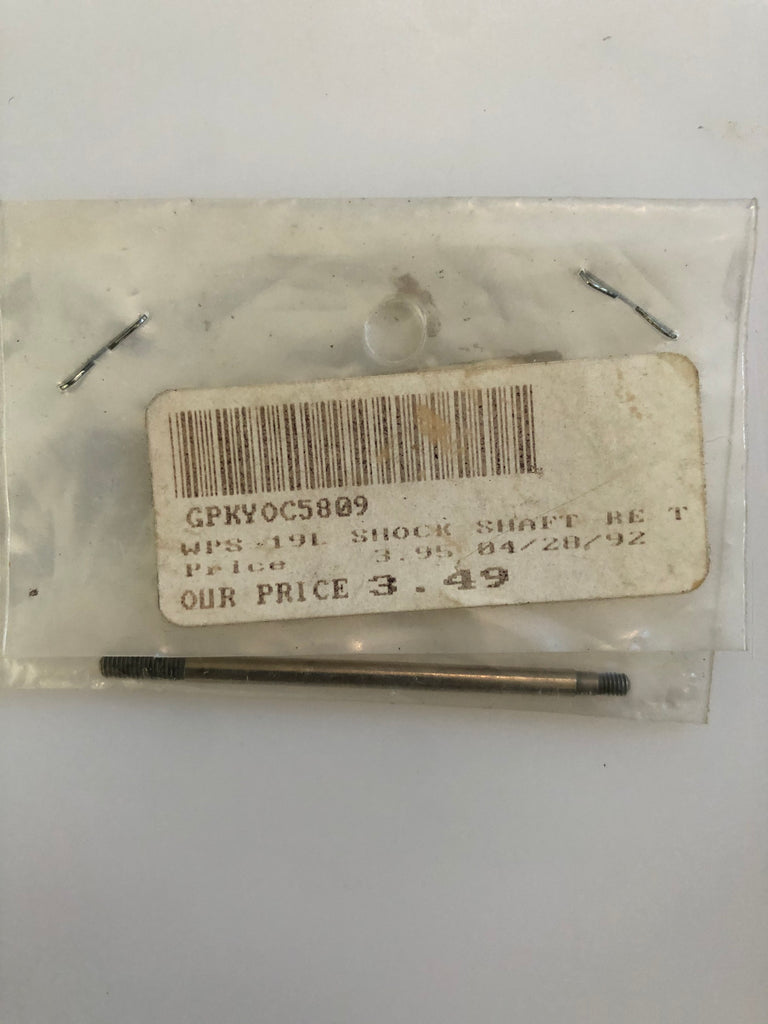 GPKYOC5809
WPS-19L SHOCK SHAFT RE T
Price 3.95 04/28/92
OUR PRICE 3.49